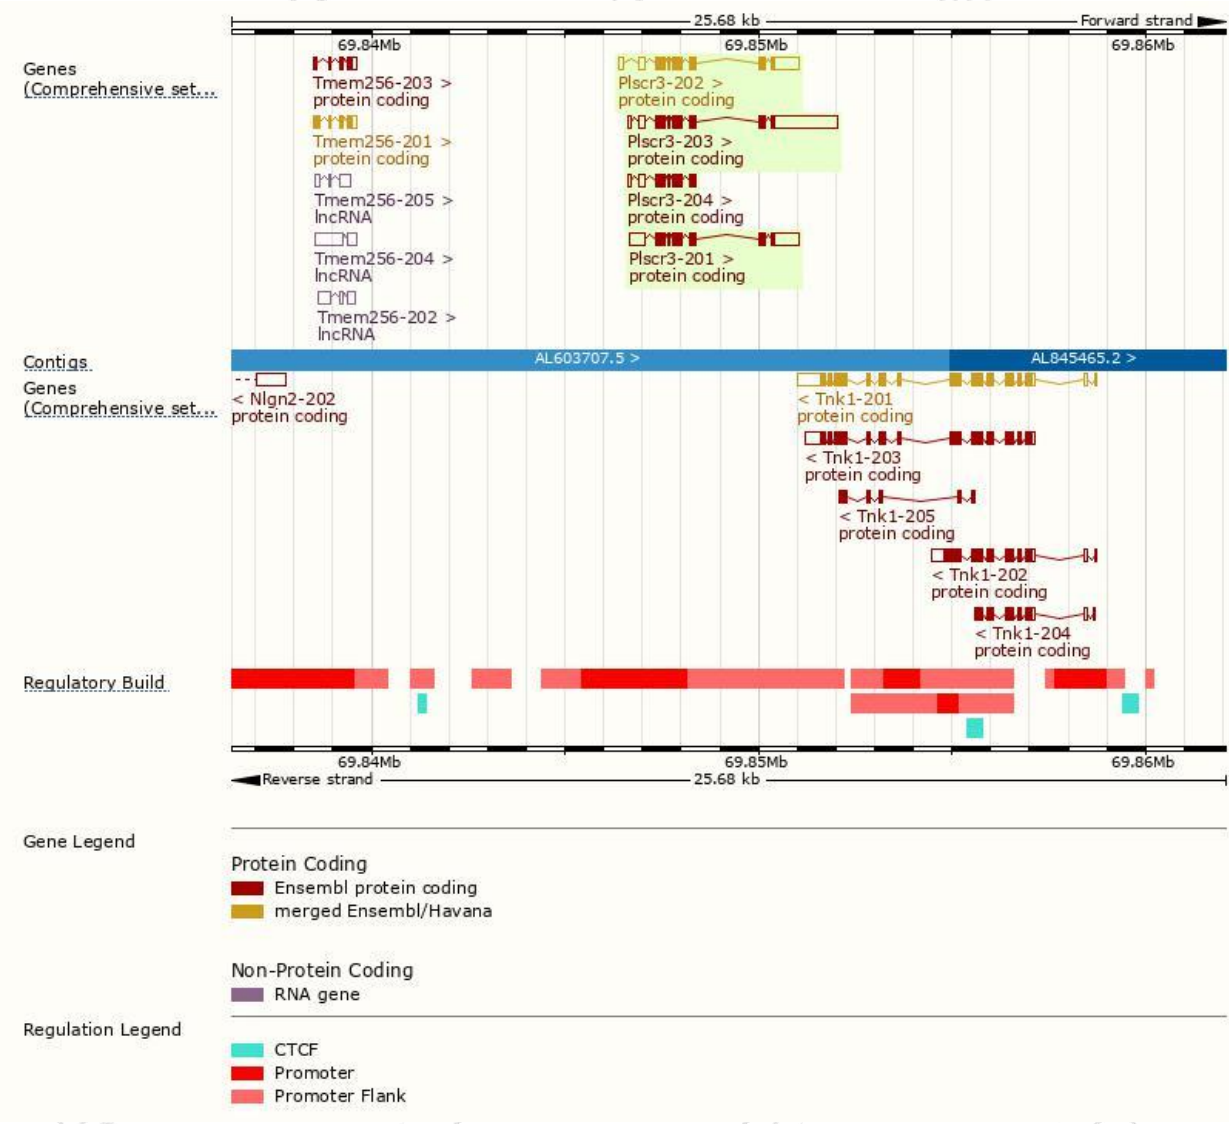 25.68 kb
Forward strand
69.84Mb 69.85Mb 69.86Mb
Genes
(Comprehensive set...
Tmem256-203 >
protein coding
Tmem256-201 >
protein coding
Tmem256-205 >
lncRNA
Tmem256-204 >
lncRNA
Tmem256-202 >
lncRNA
Plscr3-202 >
protein coding
Plscr3-203 >
protein coding
Plscr3-204 >
protein coding
Plscr3-201 >
protein coding
Contigs
AL603707.5 >
AL845465.2 >
Genes
(Comprehensive set...
< Nlgn2-202
protein coding
< Tnk1-201
protein coding
< Tnk1-203
protein coding
< Tnk1-205
protein coding
< Tnk1-202
protein coding
< Tnk1-204
protein coding
Regulatory Build
69.84Mb 69.85Mb 69.86Mb
Reverse strand
25.68 kb
Gene Legend
Protein Coding
Ensembl protein coding
merged Ensembl/Havana
Non-Protein Coding
RNA gene
Regulation Legend
CTCF
Promoter
Promoter Flank